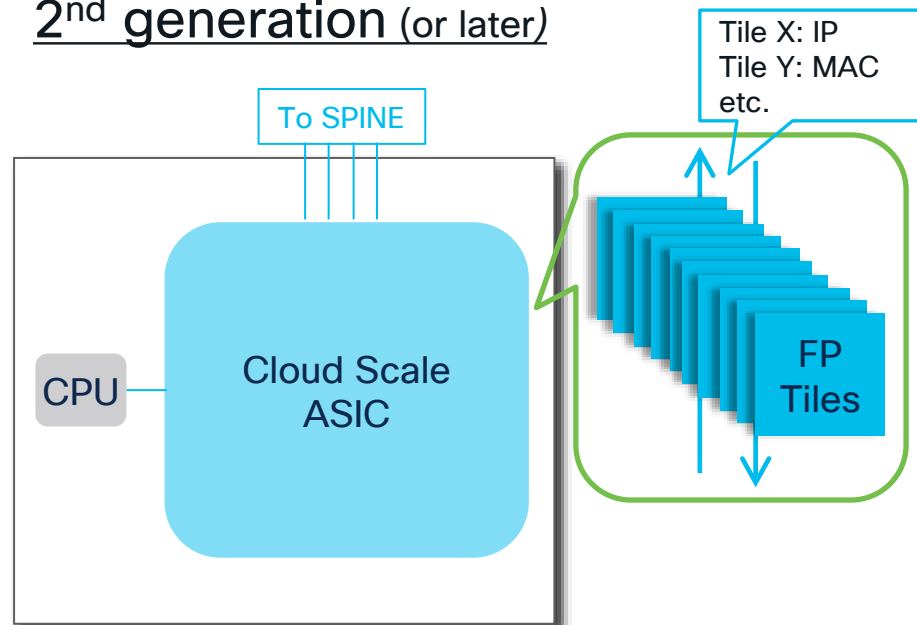 2nd generation (or later)
Tile X: IP
Tile Y: MAC
etc.
To SPINE
CPU
Cloud Scale
ASIC
FP
Tiles